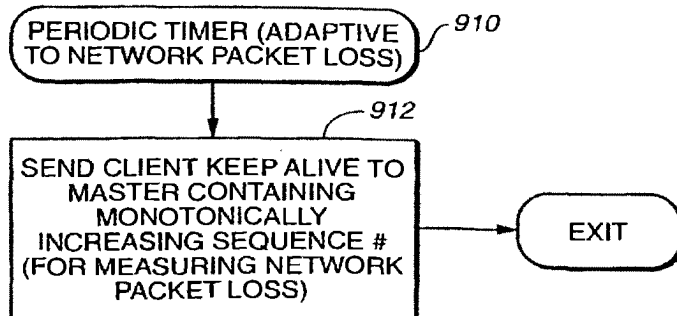 PERIODIC TIMER (ADAPTIVE
TO NETWORK PACKET LOSS)
910
912
SEND CLIENT KEEP ALIVE TO
MASTER CONTAINING
MONOTONICALLY
INCREASING SEQUENCE #
(FOR MEASURING NETWORK
PACKET LOSS)
EXIT